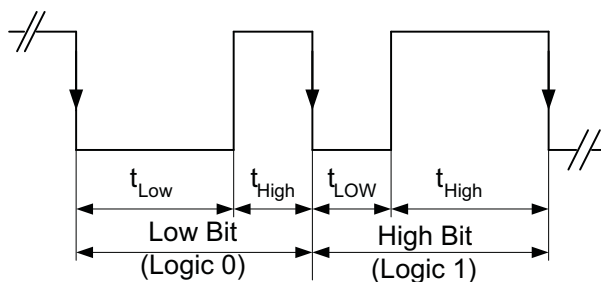 tLow tHigh tLOW tHigh
Low Bit
(Logic 0)
High Bit
(Logic 1)